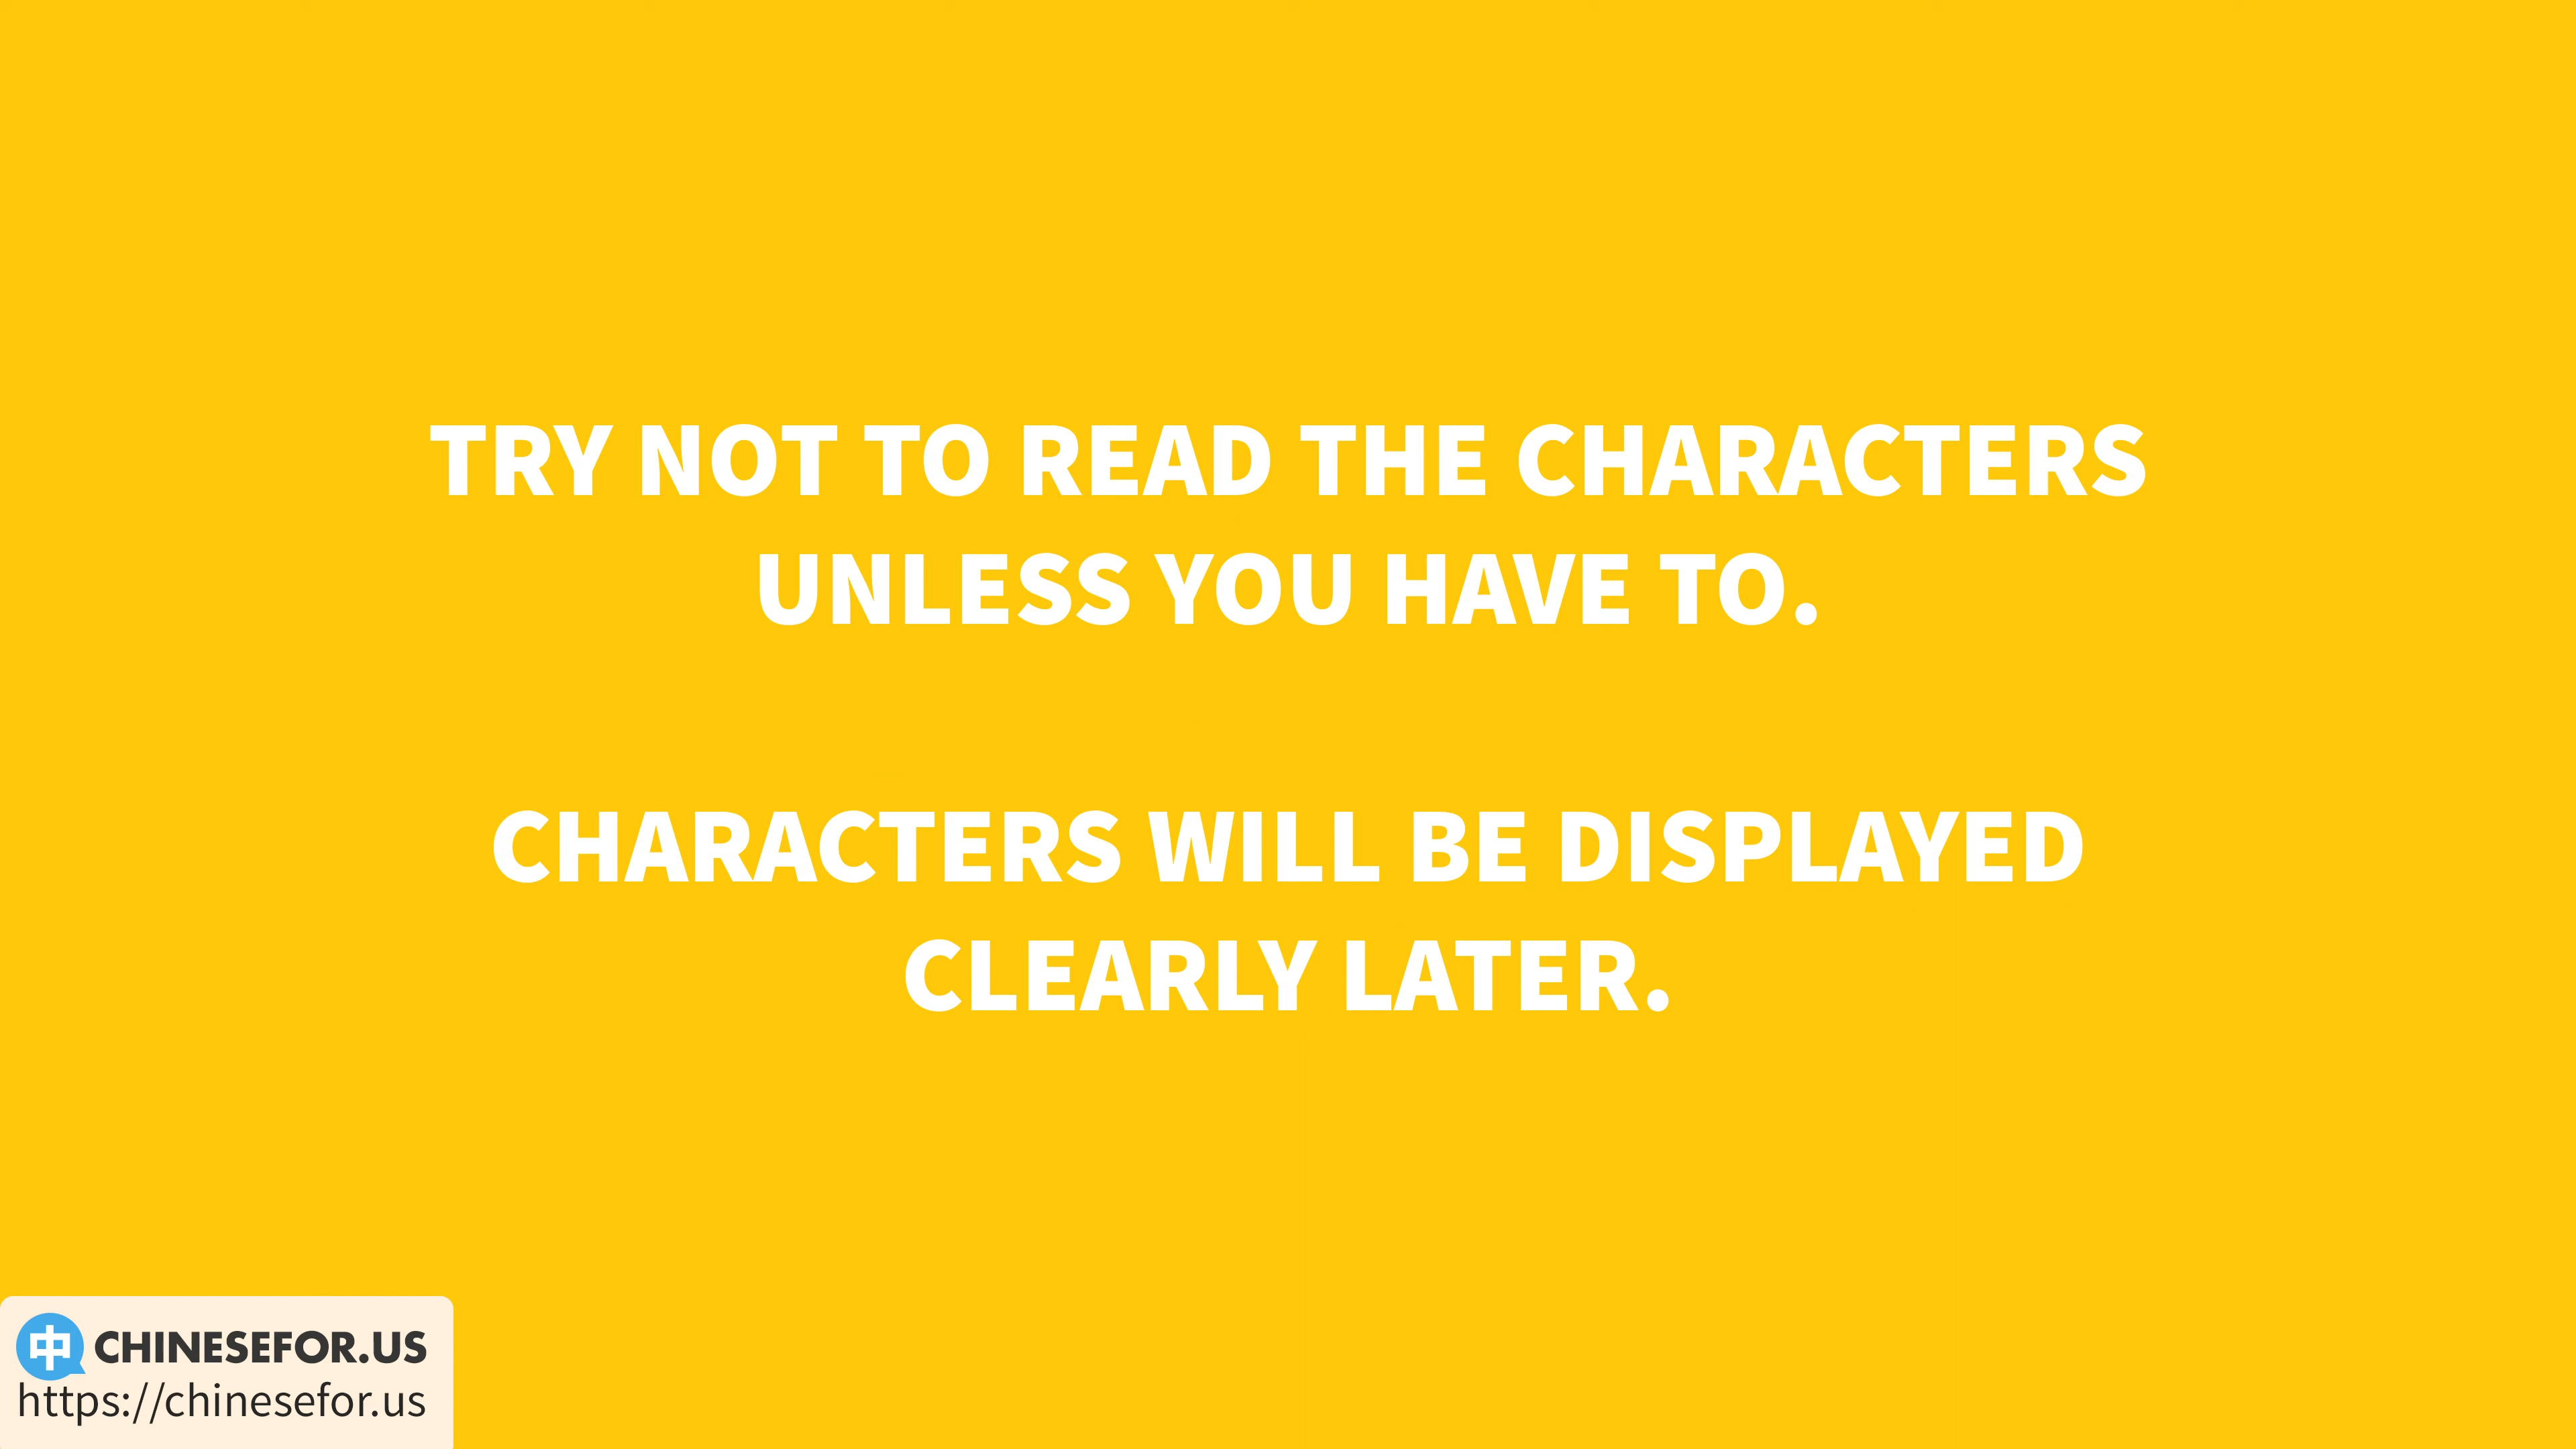 TRY NOT TO READ THE CHARACTERS
UNLESS YOU HAVE TO.
CHARACTERS WILL BE DISPLAYED
CLEARLY LATER.
中 CHINESEFOR.US
https://chinesefor.us